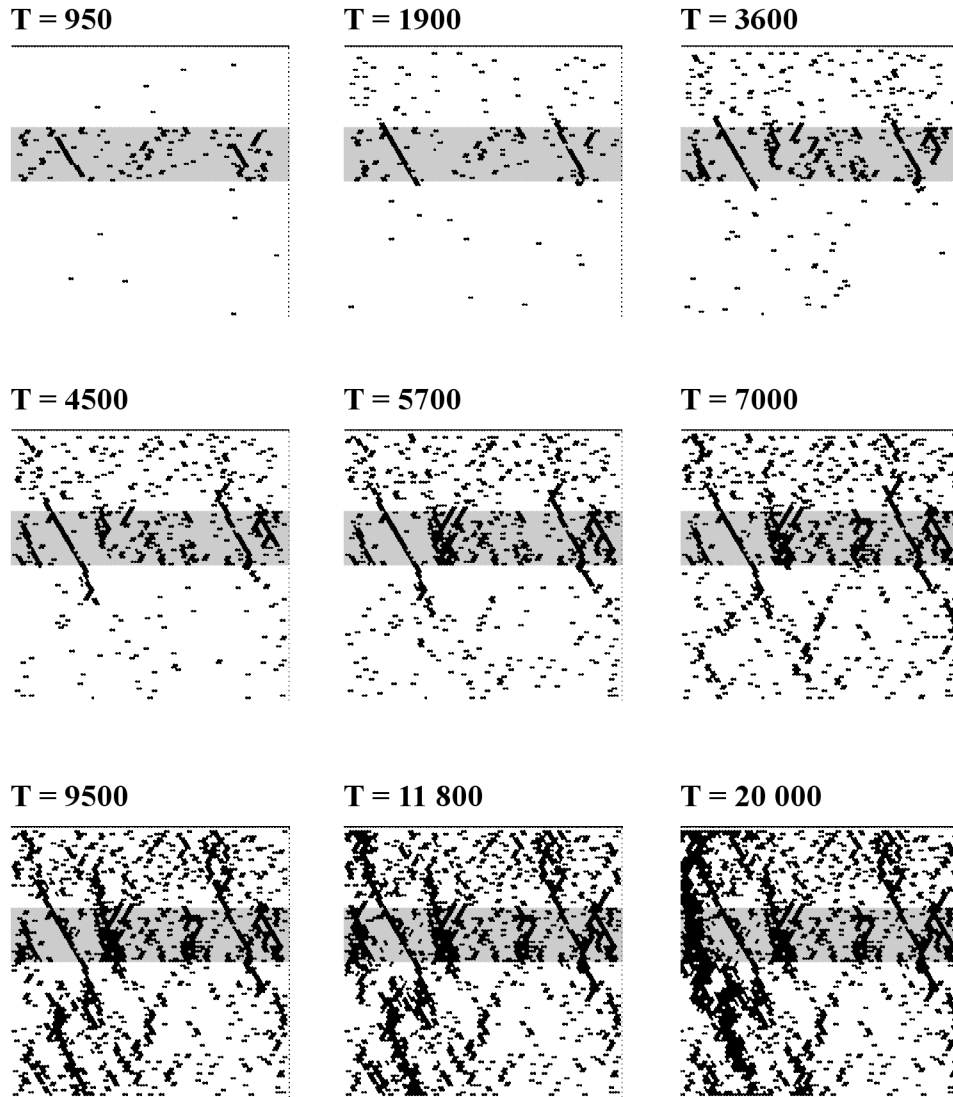 T = 950
T = 1900
T = 3600
T = 4500
T = 5700
T = 7000
T = 9500
T = 11 800
T = 20 000